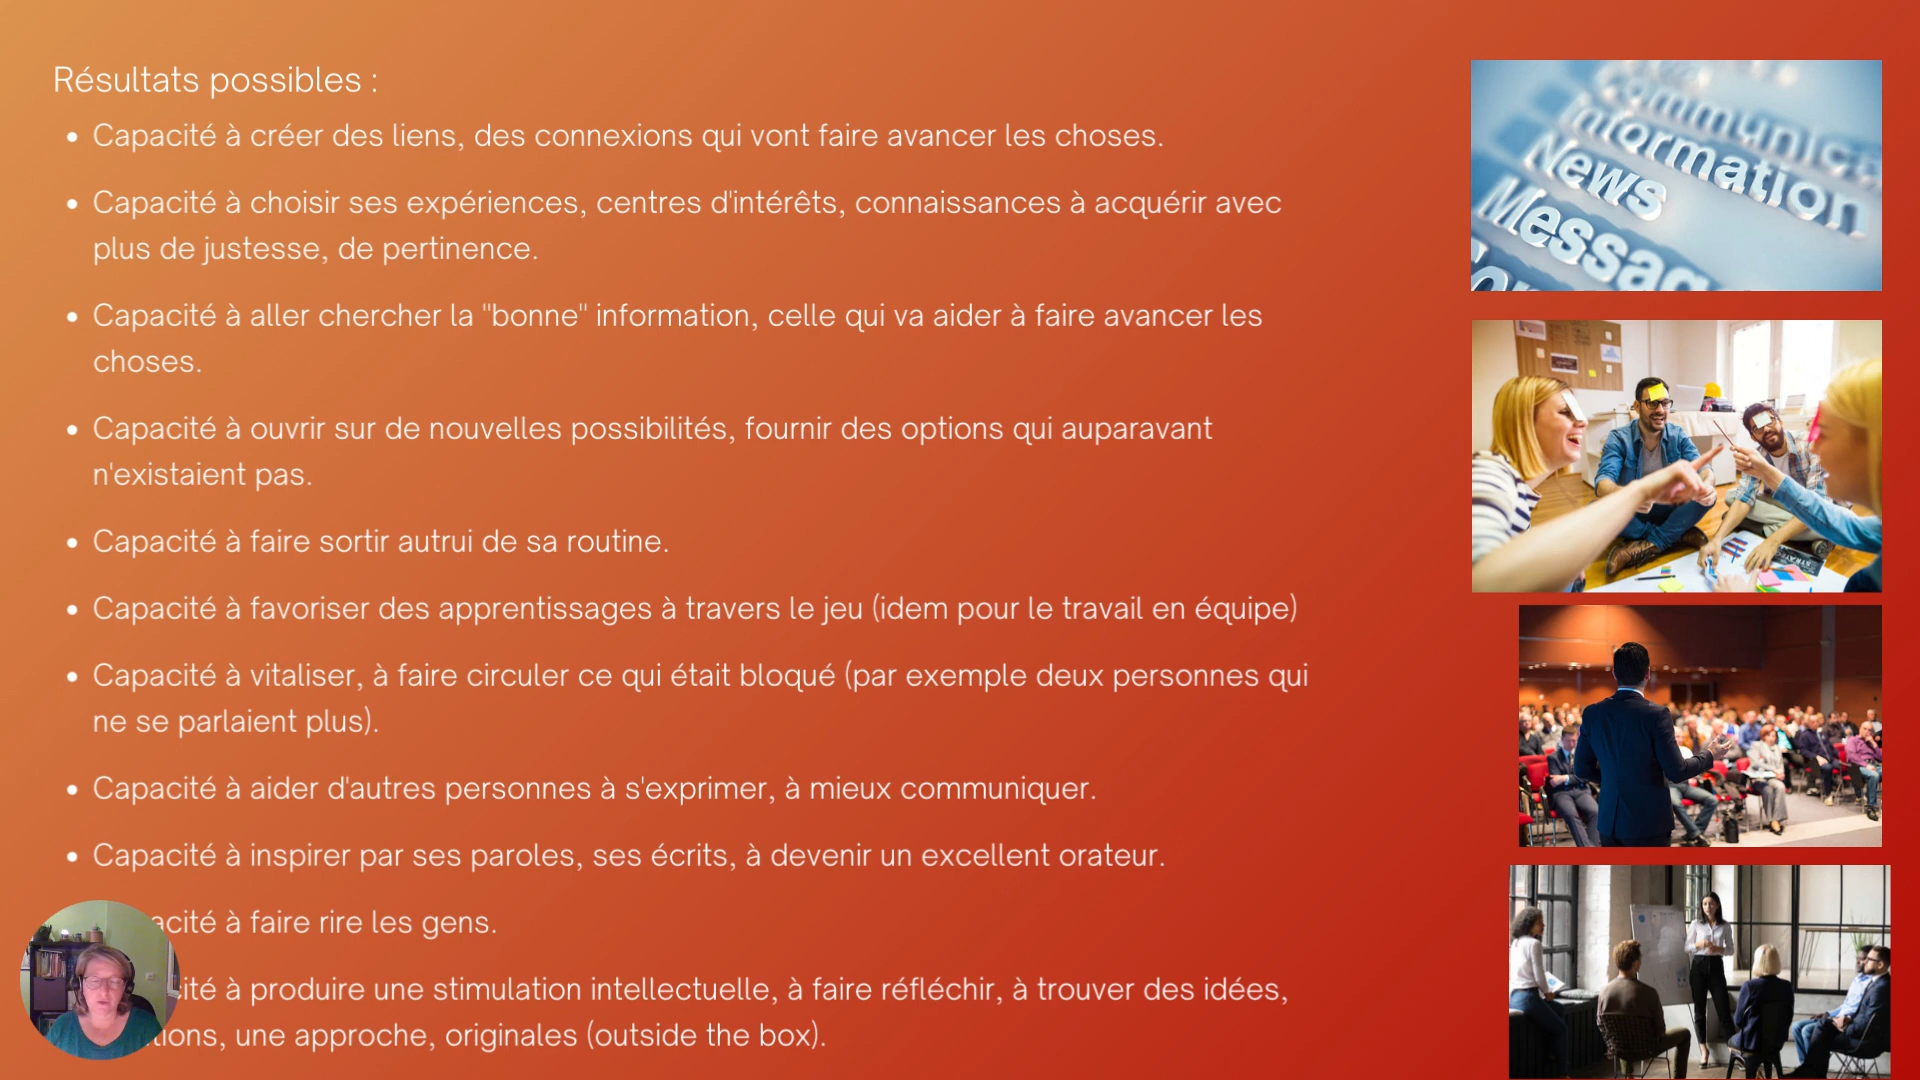 Résultats possibles :
• Capacité à créer des liens, des connexions qui vont faire avancer les choses.
• Capacité à choisir ses expériences, centres d'intérêts, connaissances à acquérir avec
plus de justesse, de pertinence.
• Capacité à aller chercher la "bonne" information, celle qui va aider à faire avancer les
choses.
• Capacité à ouvrir sur de nouvelles possibilités, fournir des options qui auparavant
n'existaient pas.
• Capacité à faire sortir autrui de sa routine.
• Capacité à favoriser des apprentissages à travers le jeu (idem pour le travail en équipe)
• Capacité à vitaliser, à faire circuler ce qui était bloqué (par exemple deux personnes qui
ne se parlaient plus).
• Capacité à aider d'autres personnes à s'exprimer, à mieux communiquer.
• Capacité à inspirer par ses paroles, ses écrits, à devenir un excellent orateur.
acité à faire rire les gens.
ité à produire une stimulation intellectuelle, à faire réfléchir, à trouver des idées,
tions, une approche, originales (outside the box).
Communica
Information
News
Messag